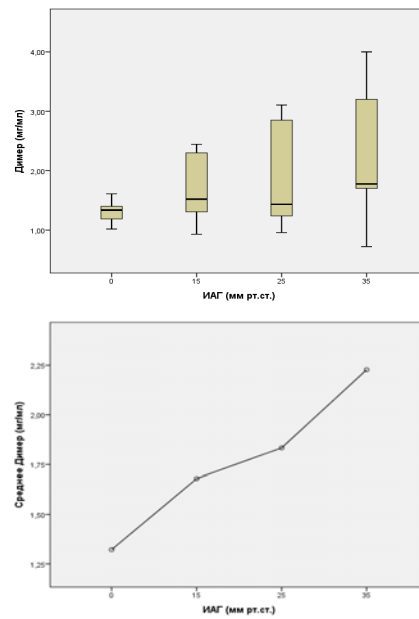 4,00
3,00
2,00
1,00
Димер (мг/мл)
0 15 25 35
ИАГ (мм рт.ст.)
2,25
2,00
1,75
1,50
1,25
Среднее Димер (мг/мл)
0 15 25 35
ИАГ (мм рт.ст.)